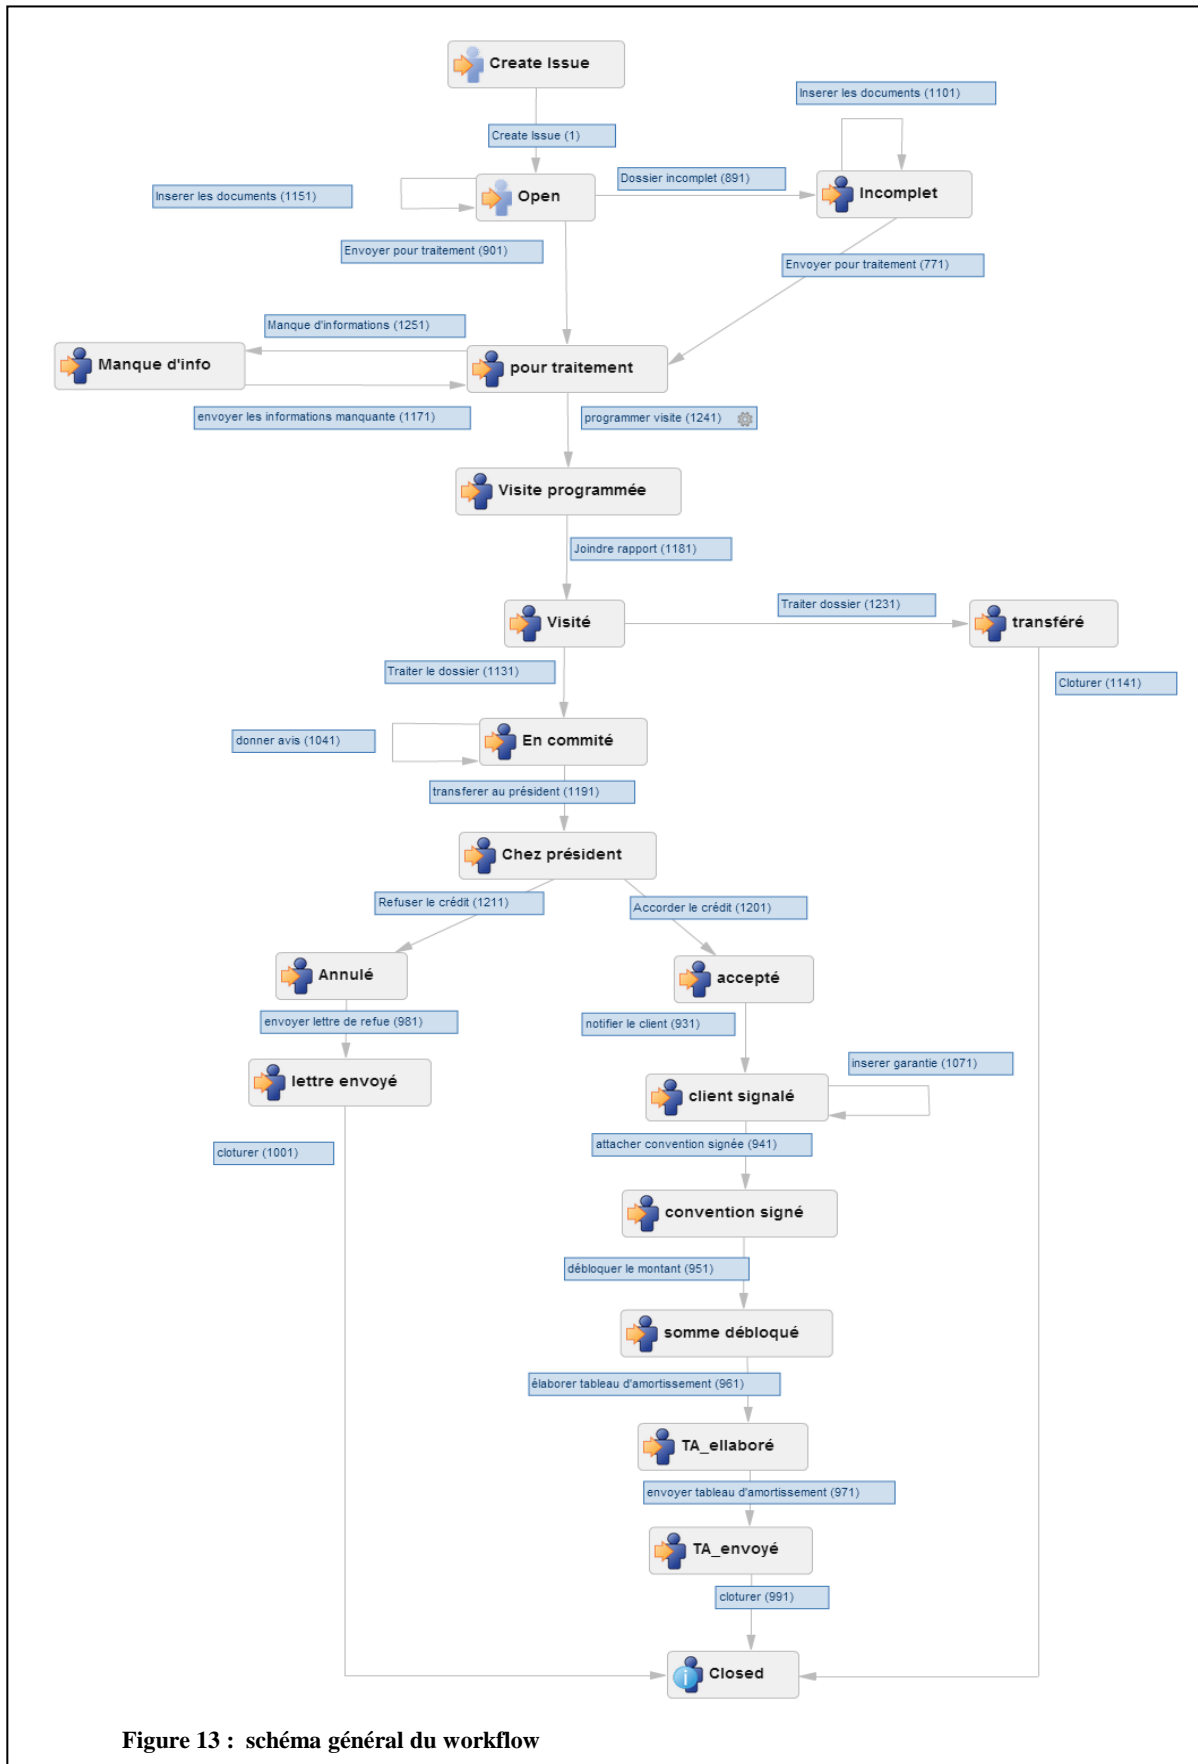 Create Issue
Inserer les documents (1101)
Create Issue (1)
Dossier incomplet (891)
Inserer les documents (1151)
Open
Incomplet
Envoyer pour traitement (901)
Envoyer pour traitement (771)
Manque d'informations (1251)
Manque d'info
pour traitement
envoyer les informations manquante (1171)
programmer visite (1241)
Visite programmée
Joindre rapport (1181)
Traiter dossier (1231)
Visité
transféré
Traiter le dossier (1131)
Cloturer (1141)
donner avis (1041)
En commité
transferer au président (1191)
Chez président
Refuser le crédit (1211)
Accorder le crédit (1201)
Annulé
accepté
envoyer lettre de refue (981)
notifier le client (931)
inserer garantie (1071)
lettre envoyé
client signalé
cloturer (1001)
attacher convention signée (941)
convention signé
débloquer le montant (951)
somme débloqué
élaborer tableau d'amortissement (961)
TA_ellaboré
envoyer tableau d'amortissement (971)
TA_envoyé
cloturer (991)
Closed
Figure 13 : schéma général du workflow